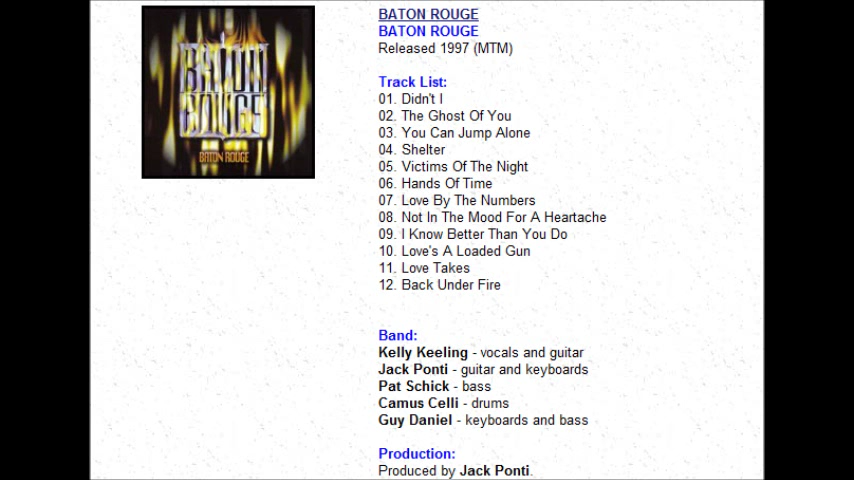 BATON ROUGE
BATON ROUGE
BATON ROUGE
BATON ROUGE
Released 1997 (MTM)
Track List:
01. Didn't I
02. The Ghost Of You
03. You Can Jump Alone
04. Shelter
05. Victims Of The Night
06. Hands Of Time
07. Love By The Numbers
08. Not In The Mood For A Heartache
09. I Know Better Than You Do
10. Love's A Loaded Gun
11. Love Takes
12. Back Under Fire
Band:
Kelly Keeling - vocals and guitar
Jack Ponti - guitar and keyboards
Pat Schick - bass
Camus Celli - drums
Guy Daniel - keyboards and bass
Production:
Produced by Jack Ponti.